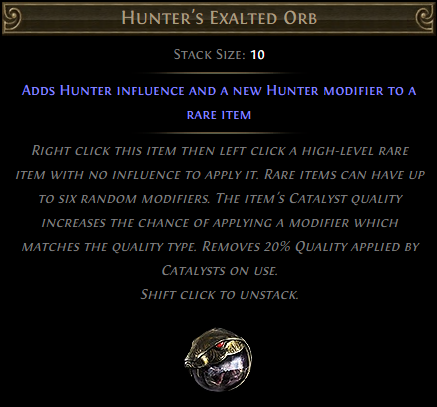 Hunter's Exalted Orb
Stack Size: 10
Adds Hunter influence and a new Hunter modifier to a
rare item
Right click this item then left click a high-level rare
item with no influence to apply it. Rare items can have up
to six random modifiers. The item's Catalyst quality
increases the chance of applying a modifier which
matches the quality type. Removes 20% Quality applied by
Catalysts on use.
Shift click to unstack.